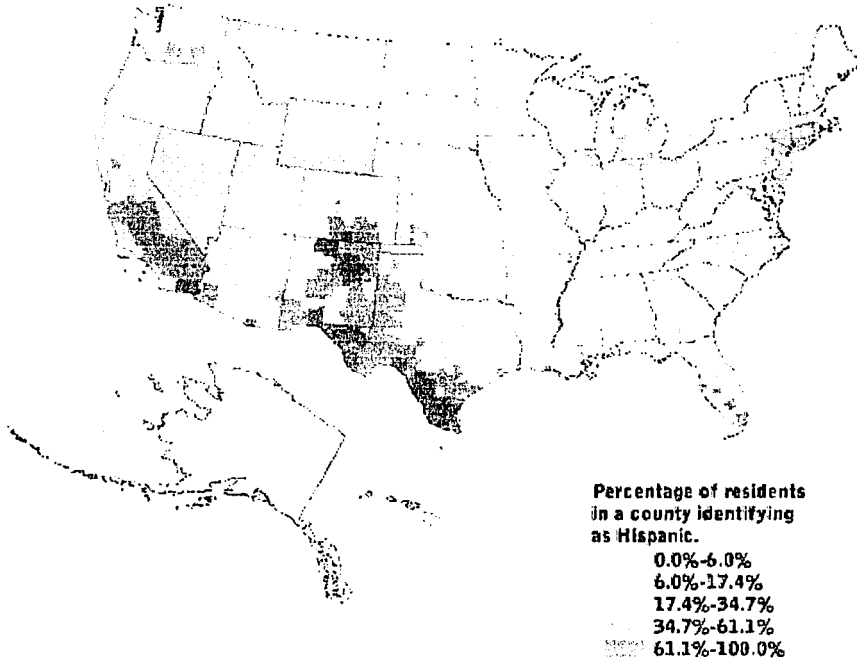 Percentage of residents
in a county identifying
as Hispanic.
0.0%-6.0%
6.0%-17.4%
17.4%-34.7%
34.7%-61.1%
61.1%-100.0%